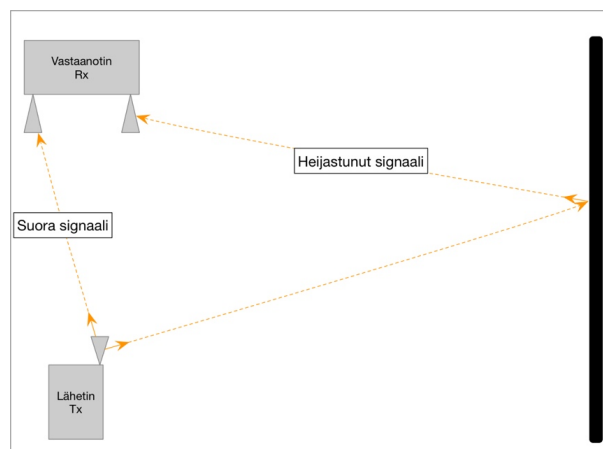 Vastaanotin
Rx
Heijastunut signaali
Suora signaali
Lähetin
Tx